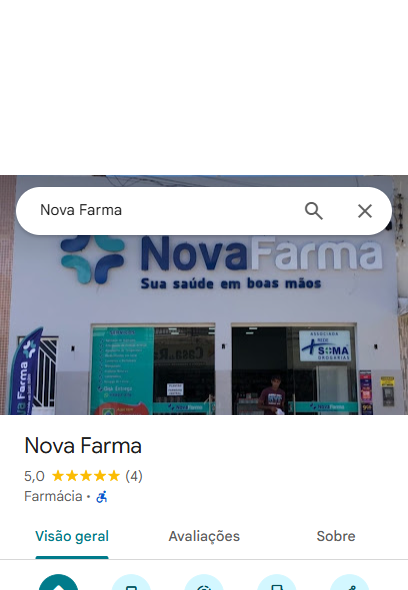 Nova Farma
NovaFarma
Sua saúde em boas mãos
ASSOCIADA
REDE
SOMA
DROGARIAS
Farma
Nova Farma
5,0 (4)
Farmácia
Visão geral
Avaliações
Sobre